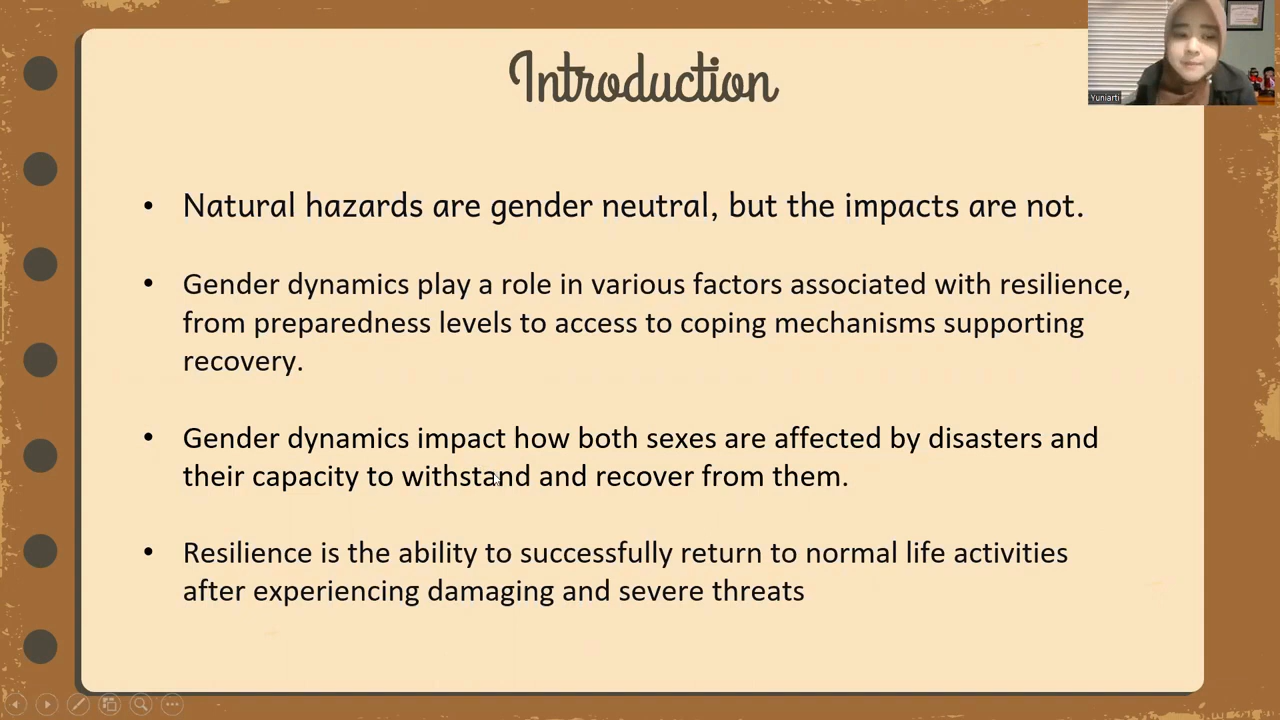 Introduction
Yuniarti
• Natural hazards are gender neutral, but the impacts are not.
• Gender dynamics play a role in various factors associated with resilience,
from preparedness levels to access to coping mechanisms supporting
recovery.
• Gender dynamics impact how both sexes are affected by disasters and
their capacity to withstand and recover from them.
• Resilience is the ability to successfully return to normal life activities
after experiencing damaging and severe threats